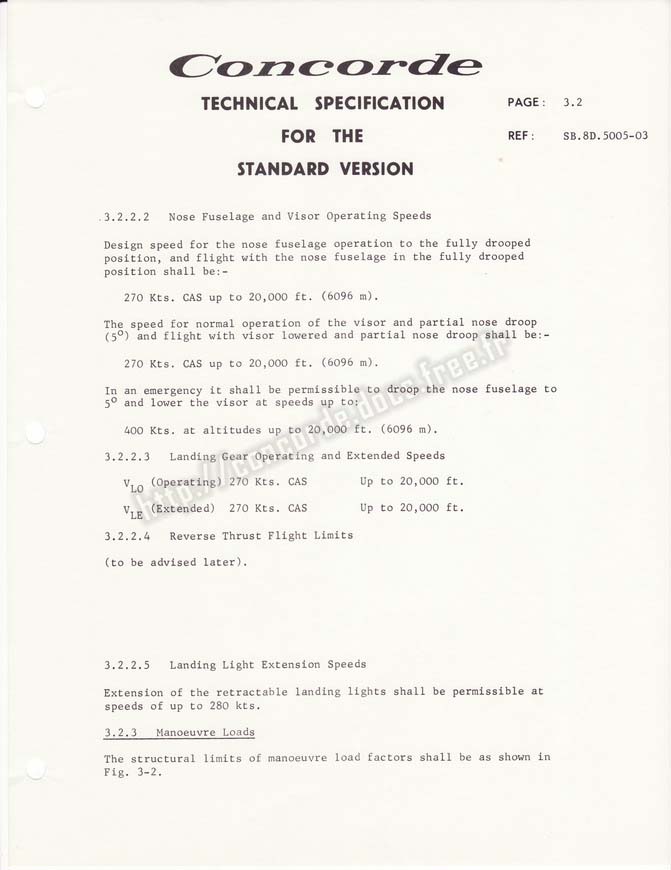 Concorde
TECHNICAL SPECIFICATION
PAGE: 3.2
FOR THE
REF: SB.8D.5005-03
STANDARD VERSION
3.2.2.2 Nose Fuselage and Visor Operating Speeds
Design speed for the nose fuselage operation to the fully drooped
position, and flight with the nose fuselage in the fully drooped
position shall be:-
270 Kts. CAS up to 20,000 ft. (6096 m).
The speed for normal operation of the visor and partial nose droop
(5°) and flight with visor lowered and partial nose droop shall be:-
270 Kts. CAS up to 20,000 ft. (6096 m).
In an emergency it shall be permissible to droop the nose fuselage to
5° and lower the visor at speeds up to:
400 Kts. at altitudes up to 20,000 ft. (6096 m).
3.2.2.3 Landing Gear Operating and Extended Speeds
VLO (Operating) 270 Kts. CAS Up to 20,000 ft.
VLE (Extended) 270 Kts. CAS Up to 20,000 ft.
3.2.2.4 Reverse Thrust Flight Limits
(to be advised later).
3.2.2.5 Landing Light Extension Speeds
Extension of the retractable landing lights shall be permissible at
speeds of up to 280 kts.
3.2.3 Manoeuvre Loads
The structural limits of manoeuvre load factors shall be as shown in
Fig. 3-2.
http://concorde.docs.free.fr